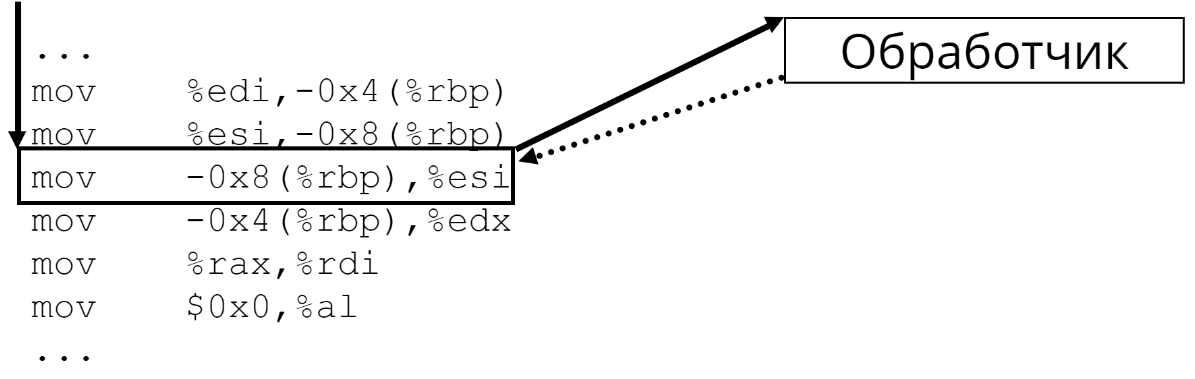 Обработчик
...
mov %edi,-0x4(%rbp)
mov %esi,-0x8(%rbp)
mov -0x8(%rbp),%esi
mov -0x4(%rbp),%edx
mov %rax,%rdi
mov $0x0,%al
...